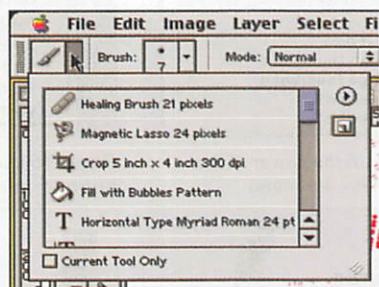 File Edit Image Layer Select Fi
Brush: 7 Mode: Normal
Healing Brush 21 pixels
Magnetic Lasso 24 pixels
Crop 5 inch x 4 inch 300 dpi
Fill with Bubbles Pattern
T Horizontal Type Myriad Roman 24 pt
Current Tool Only